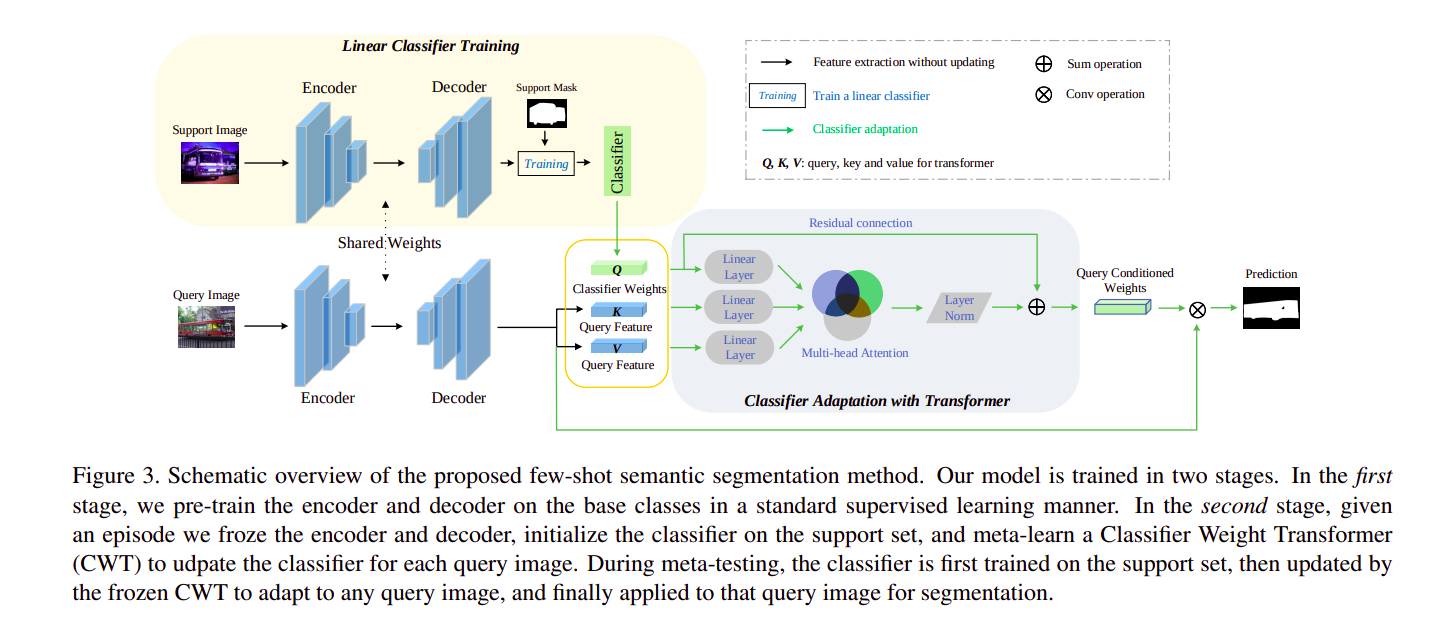 Linear Classifier Training
Encoder
Decoder
Support Mask
Support Image
Training
Classifier
Feature extraction without updating
Sum operation
Training
Train a linear classifier
Conv operation
Classifier adaptation
Q, K, V: query, key and value for transformer
Shared Weights
Query Image
Encoder
Decoder
Q
Classifier Weights
K
Query Feature
V
Query Feature
Residual connection
Linear
Layer
Linear
Layer
Linear
Layer
Multi-head Attention
Layer
Norm
Query Conditioned
Weights
Prediction
Classifier Adaptation with Transformer
Figure 3. Schematic overview of the proposed few-shot semantic segmentation method. Our model is trained in two stages. In the first
stage, we pre-train the encoder and decoder on the base classes in a standard supervised learning manner. In the second stage, given
an episode we froze the encoder and decoder, initialize the classifier on the support set, and meta-learn a Classifier Weight Transformer
(CWT) to udpate the classifier for each query image. During meta-testing, the classifier is first trained on the support set, then updated by
the frozen CWT to adapt to any query image, and finally applied to that query image for segmentation.